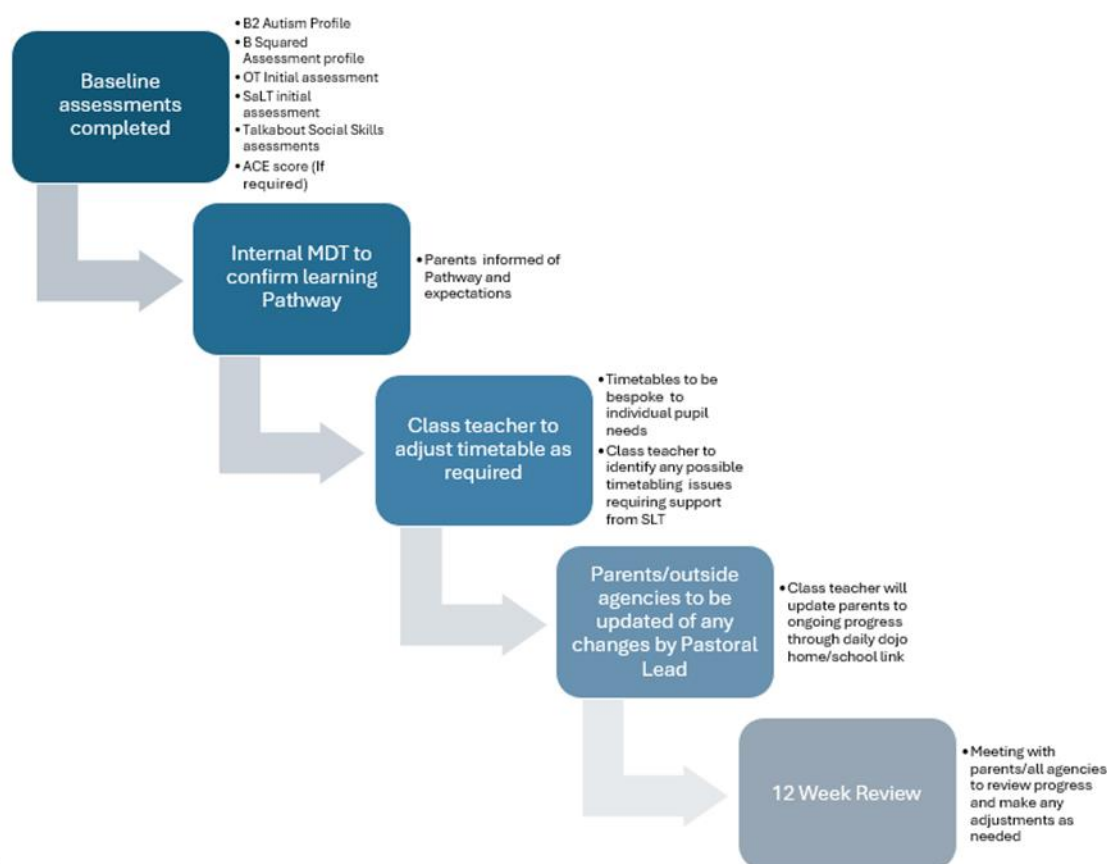 Baseline
assessments
completed
•B2 Autism Profile
•B Squared
Assessment profile
•OT Initial assessment
•SaLT initial
assessment
•Talkabout Social Skills
asessments
•ACE score (If
required)
Internal MDT to
confirm learning
Pathway
•Parents informed of
Pathway and
expectations
Class teacher to
adjust timetable as
required
•Timetables to be
bespoke to
individual pupil
needs
•Class teacher to
identify any possible
timetabling issues
requiring support
from SLT
Parents/outside
agencies to be
updated of any
changes by Pastoral
Lead
•Class teacher will
update parents to
ongoing progress
through daily dojo
home/school link
12 Week Review
•Meeting with
parents/all agencies
to review progress
and make any
adjustments as
needed